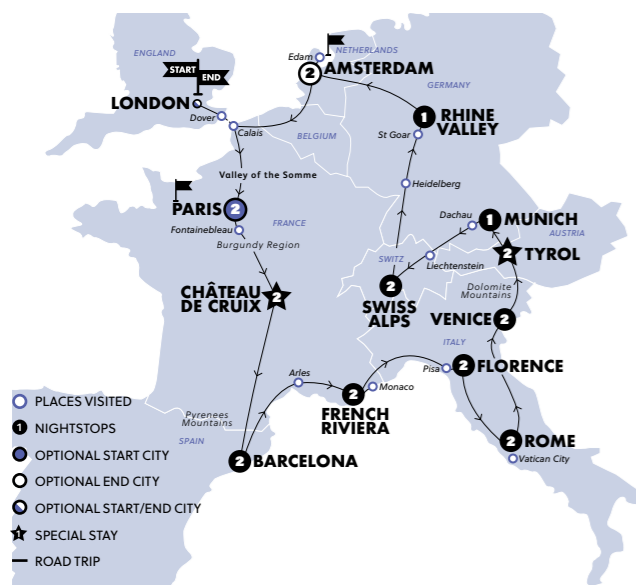 ENGLAND
START
END
LONDON
Dover
Calais
Edam
NETHERLANDS
2
AMSTERDAM
GERMANY
BELGIUM
1
RHINE
VALLEY
St Goar
Heidelberg
Valley of the Somme
PARIS
2
FRANCE
Fontainebleau
Burgundy Region
Dachau
1
MUNICH
AUSTRIA
2
TYROL
SWITZ
Liechtenstein
2
SWISS
ALPS
Dolomite
Mountains
CHÂTEAU
DE CRUIX
2
VENICE
2
ITALY
Arles
Monaco
Pisa
2
FLORENCE
2
FRENCH
RIVIERA
Pyrenees
Mountains
SPAIN
2
BARCELONA
2
ROME
Vatican City
PLACES VISITED
1
NIGHTSTOPS
OPTIONAL START CITY
OPTIONAL END CITY
OPTIONAL START/END CITY
1
SPECIAL STAY
ROAD TRIP